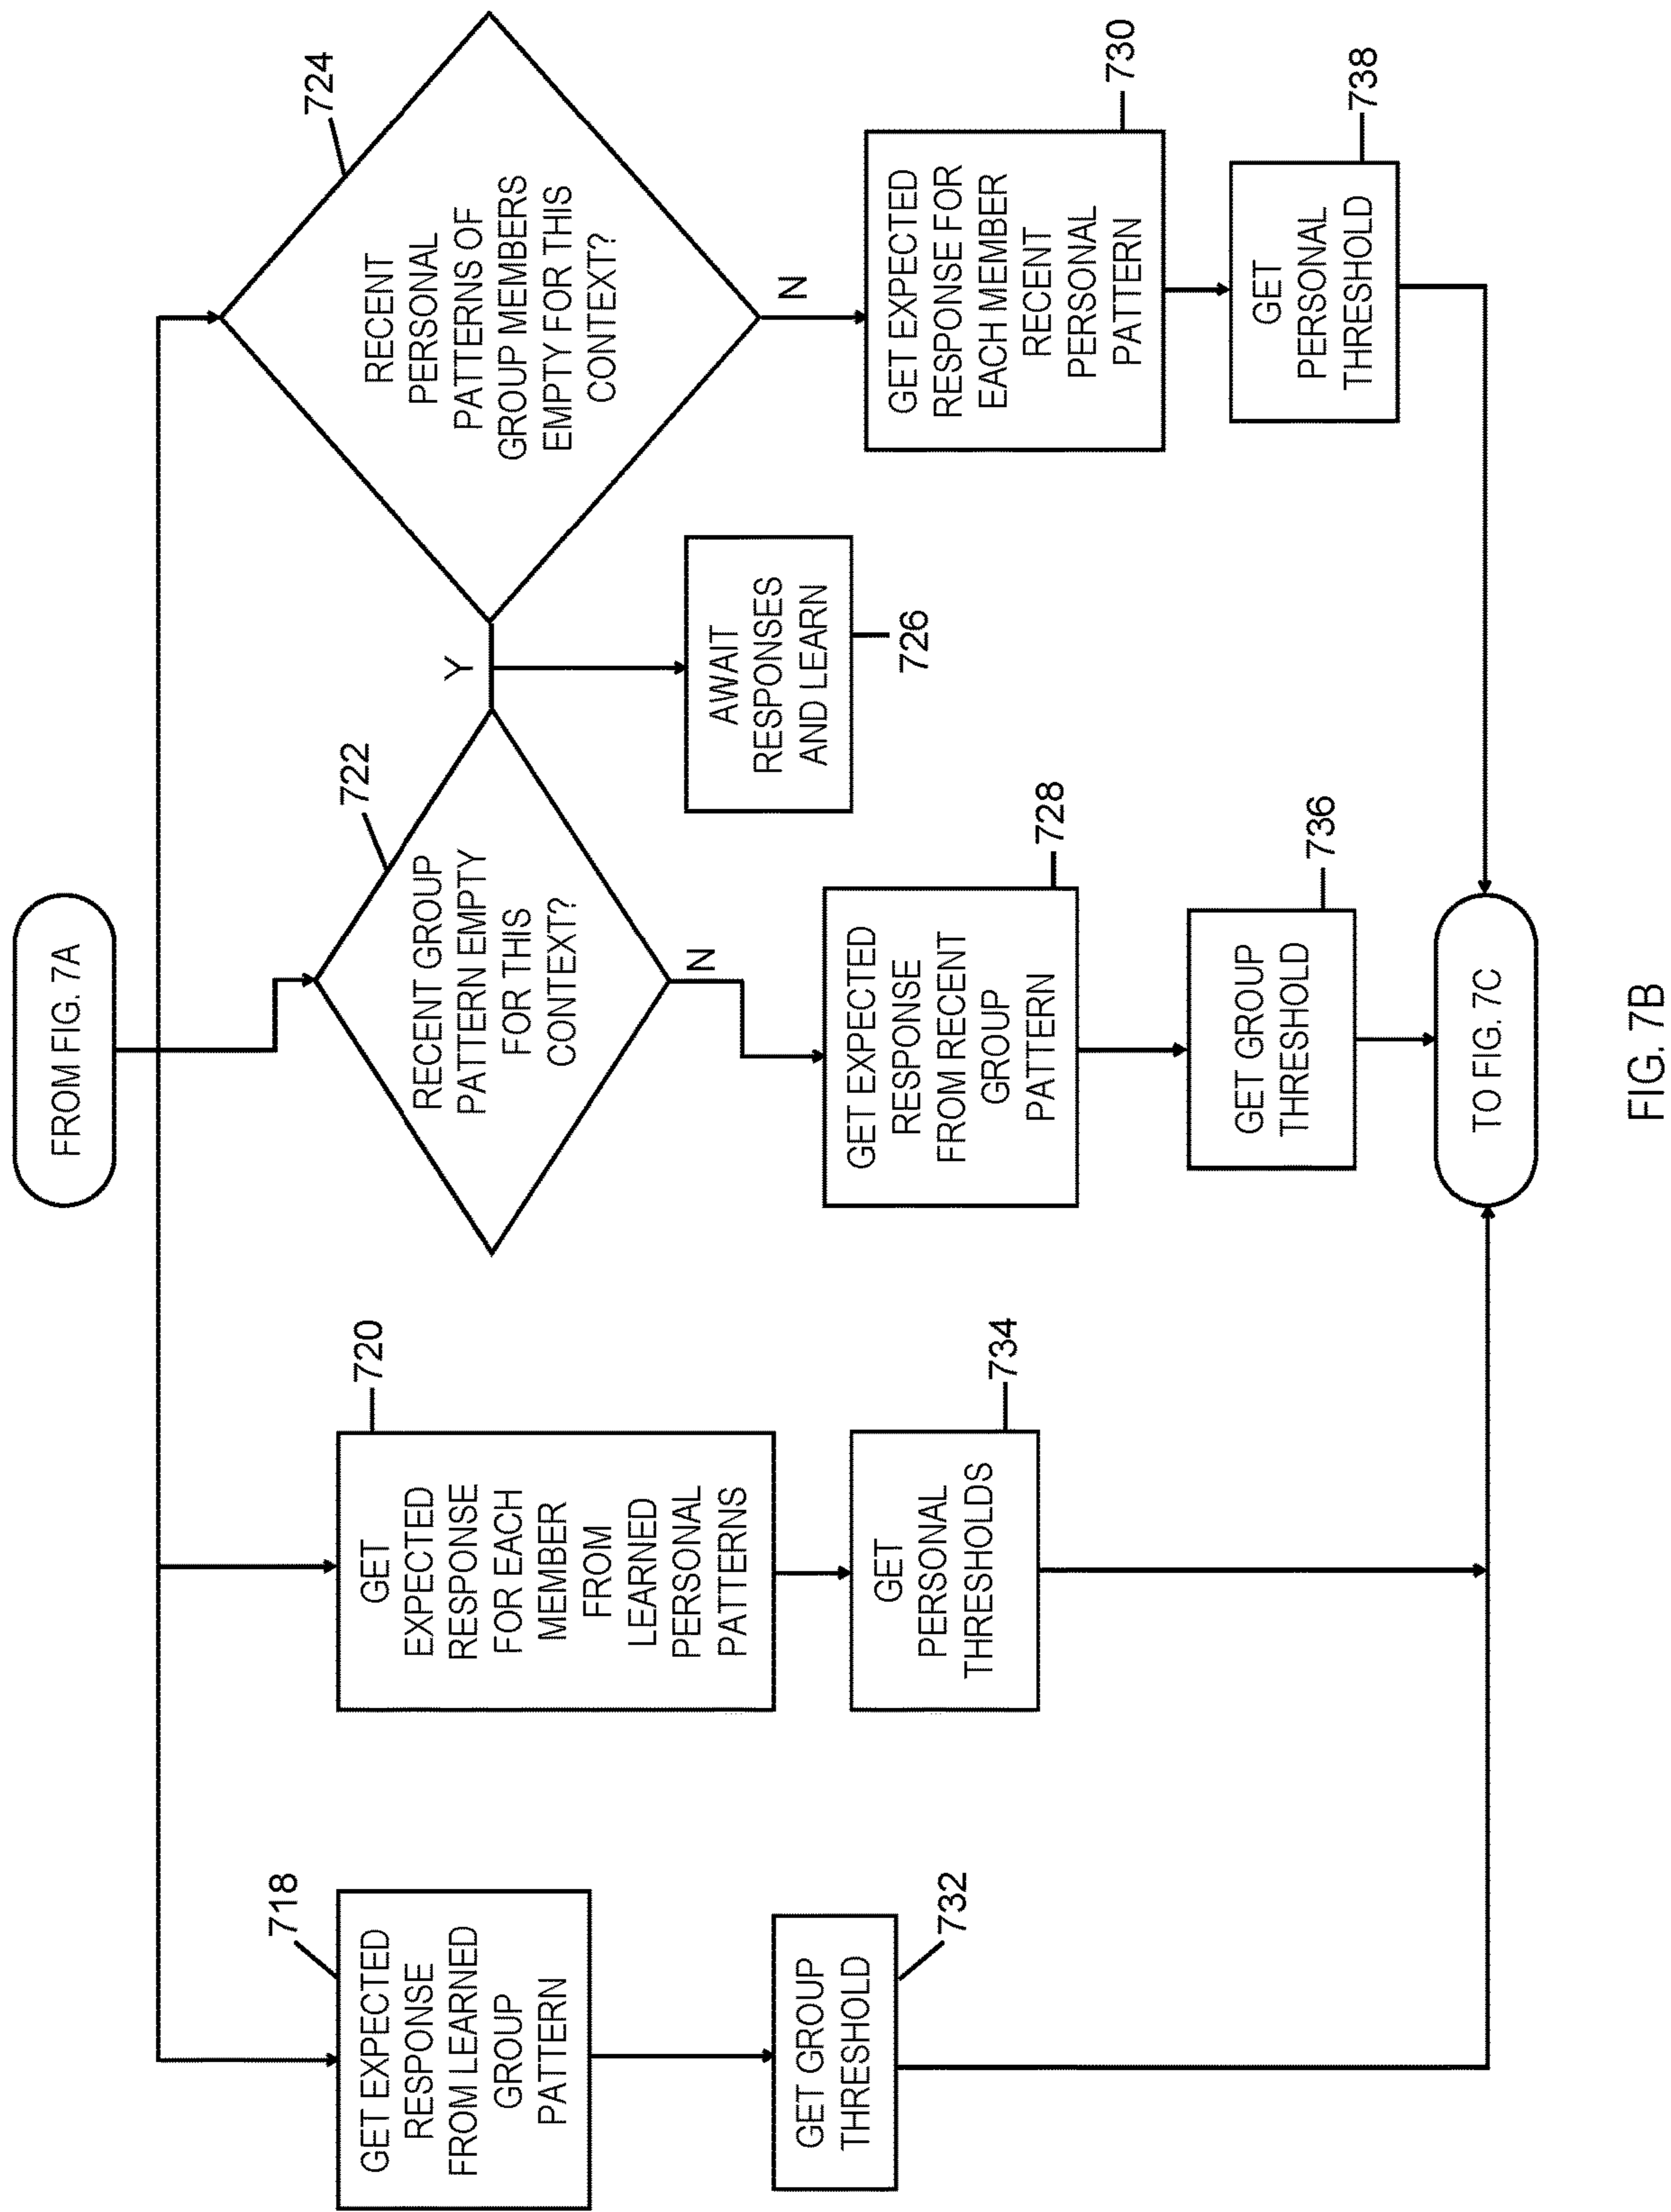 FROM FIG. 7A
718
GET EXPECTED
RESPONSE
FROM LEARNED
GROUP
PATTERN
720
GET
EXPECTED
RESPONSE
FOR EACH
MEMBER
FROM
LEARNED
PERSONAL
PATTERNS
722
RECENT GROUP
PATTERN EMPTY
FOR THIS
CONTEXT?
Y
N
724
RECENT
PERSONAL
PATTERNS OF
GROUP MEMBERS
EMPTY FOR THIS
CONTEXT?
N
AWAIT
RESPONSES
AND LEARN
726
728
GET EXPECTED
RESPONSE
FROM RECENT
GROUP
PATTERN
730
GET EXPECTED
RESPONSE FOR
EACH MEMBER
RECENT
PERSONAL
PATTERN
732
GET GROUP
THRESHOLD
734
GET
PERSONAL
THRESHOLDS
736
GET GROUP
THRESHOLD
738
GET
PERSONAL
THRESHOLD
TO FIG. 7C
FIG. 7B